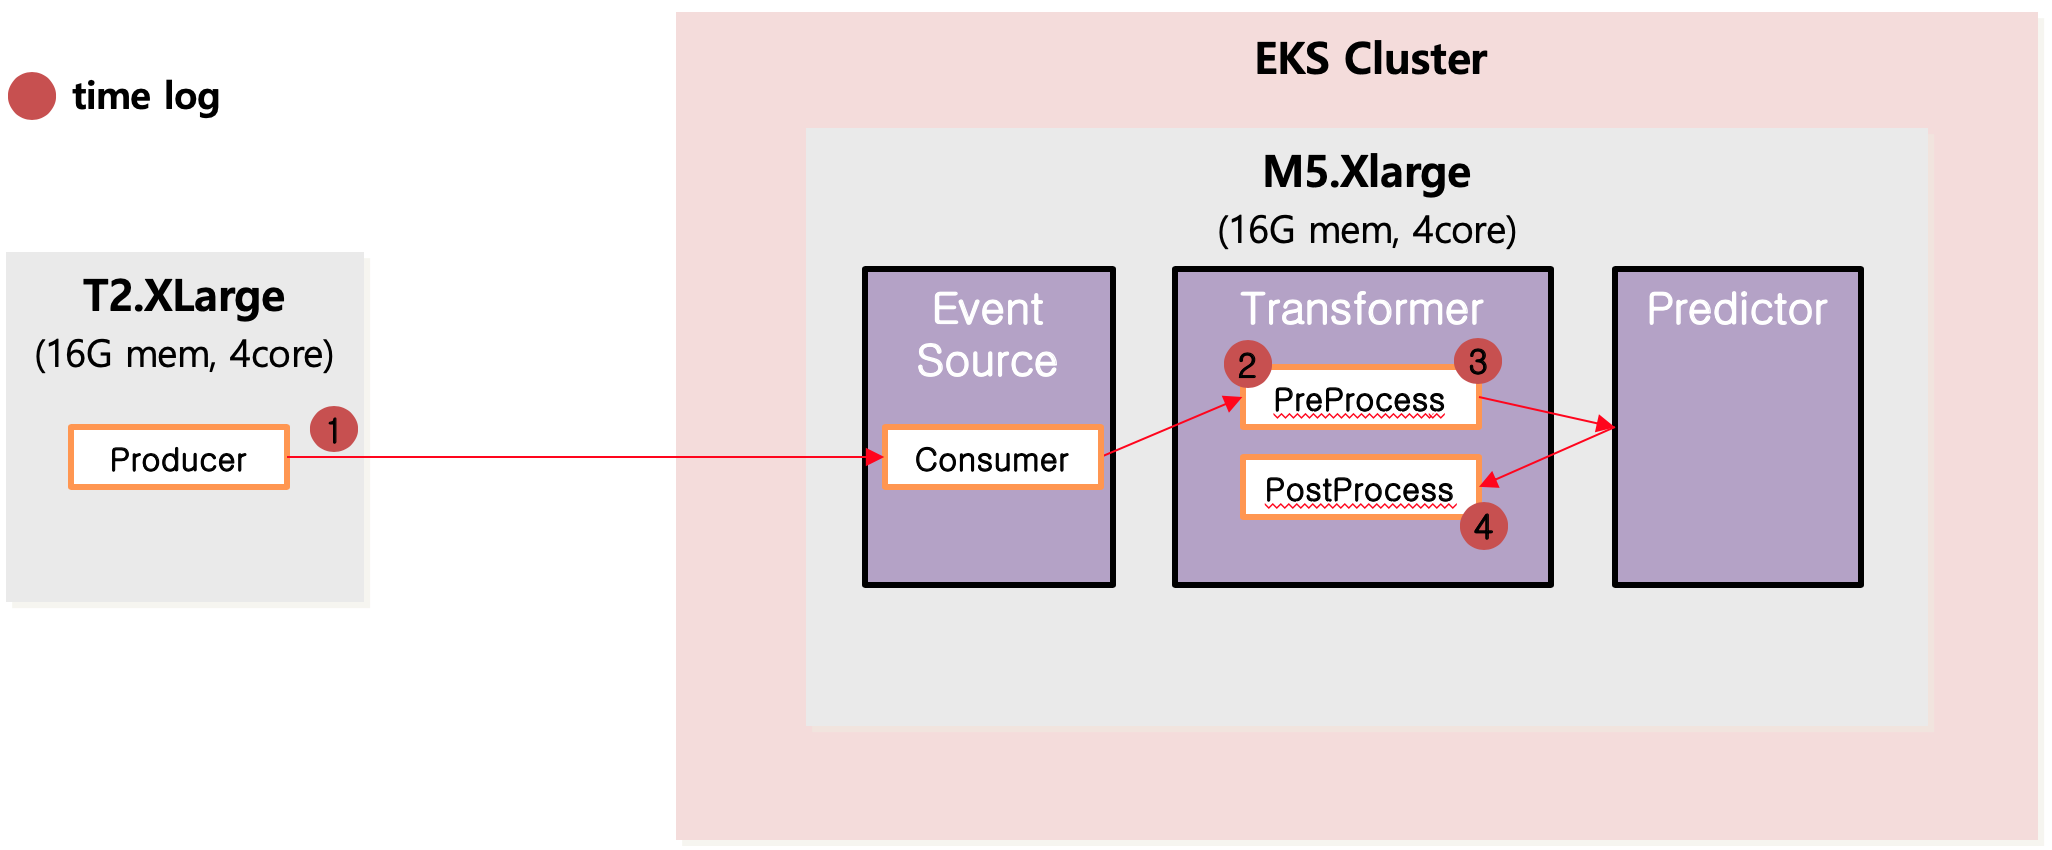 EKS Cluster
time log
M5.Xlarge
(16G mem, 4core)
T2.XLarge
(16G mem, 4core)
Event
Source
Transformer
Predictor
2
3
PreProcess
1
Producer
Consumer
PostProcess
4